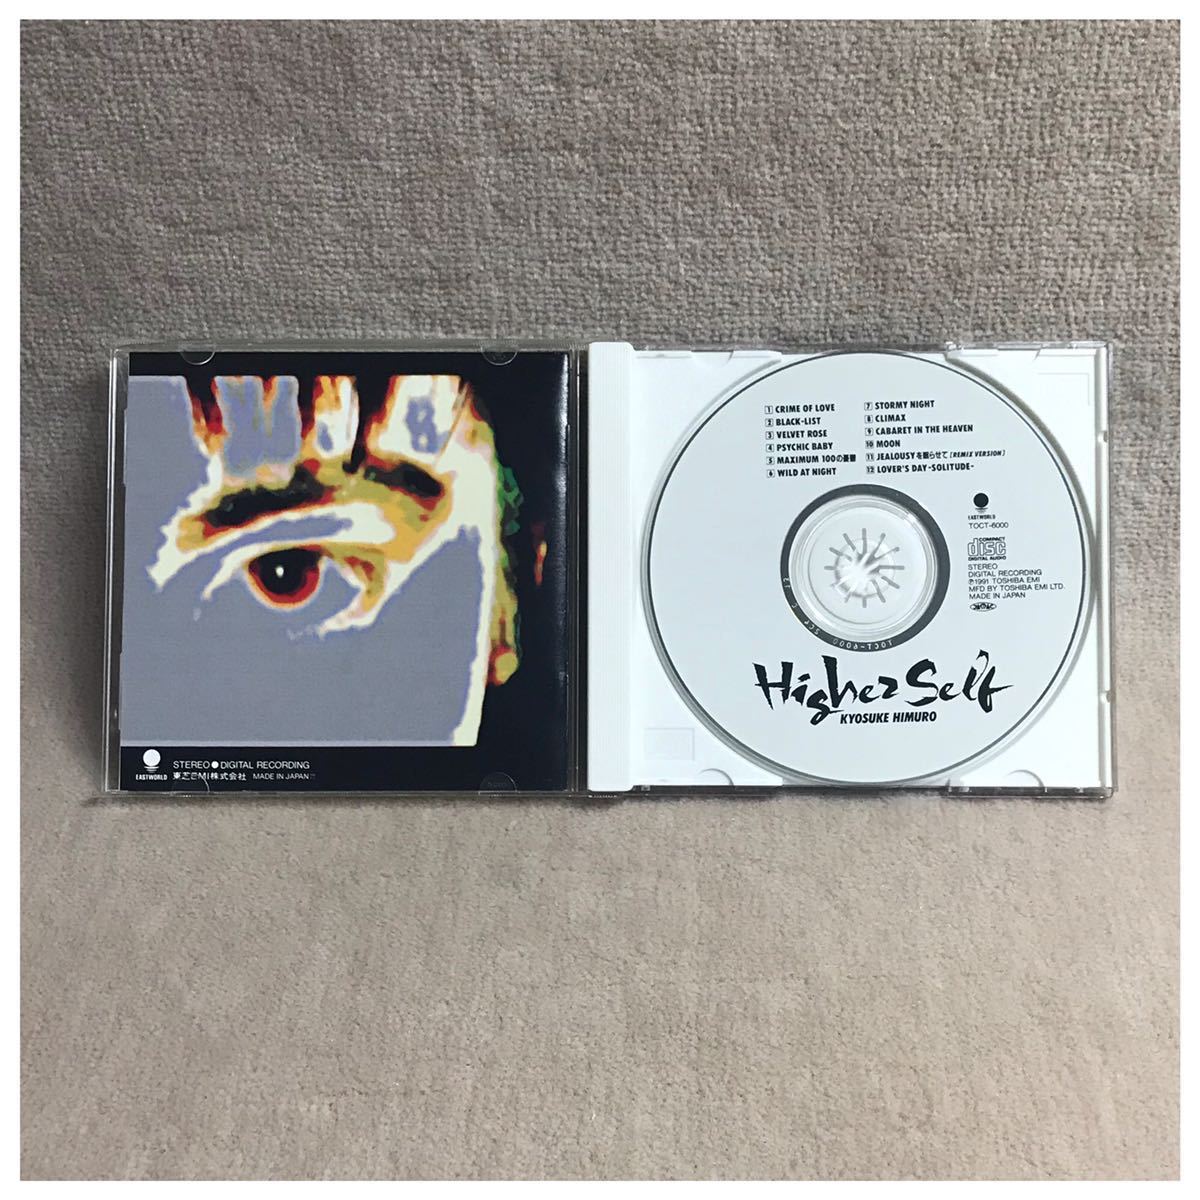 EASTWORLD
STEREO●DIGITAL RECORDING
東芝EMI株式会社 MADE IN JAPAN
1 CRIME OF LOVE
2 BLACK-LIST
3 VELVET ROSE
4 PSYCHIC BABY
5 MAXIMUM 100の憂鬱
6 WILD AT NIGHT
7 STORMY NIGHT
8 CLIMAX
9 CABARET IN THE HEAVEN
10 MOON
11 JEALOUSYを眠らせて [REMIX VERSION]
12 LOVER'S DAY-SOLITUDE-
EASTWORLD
TOCT-6000
COMPACT
disc
DIGITAL AUDIO
STEREO
DIGITAL RECORDING
℗1991 TOSHIBA EMI
MFD BY TOSHIBA EMI LTD.
MADE IN JAPAN
TOCT-6000
Higher Self
KYOSUKE HIMURO